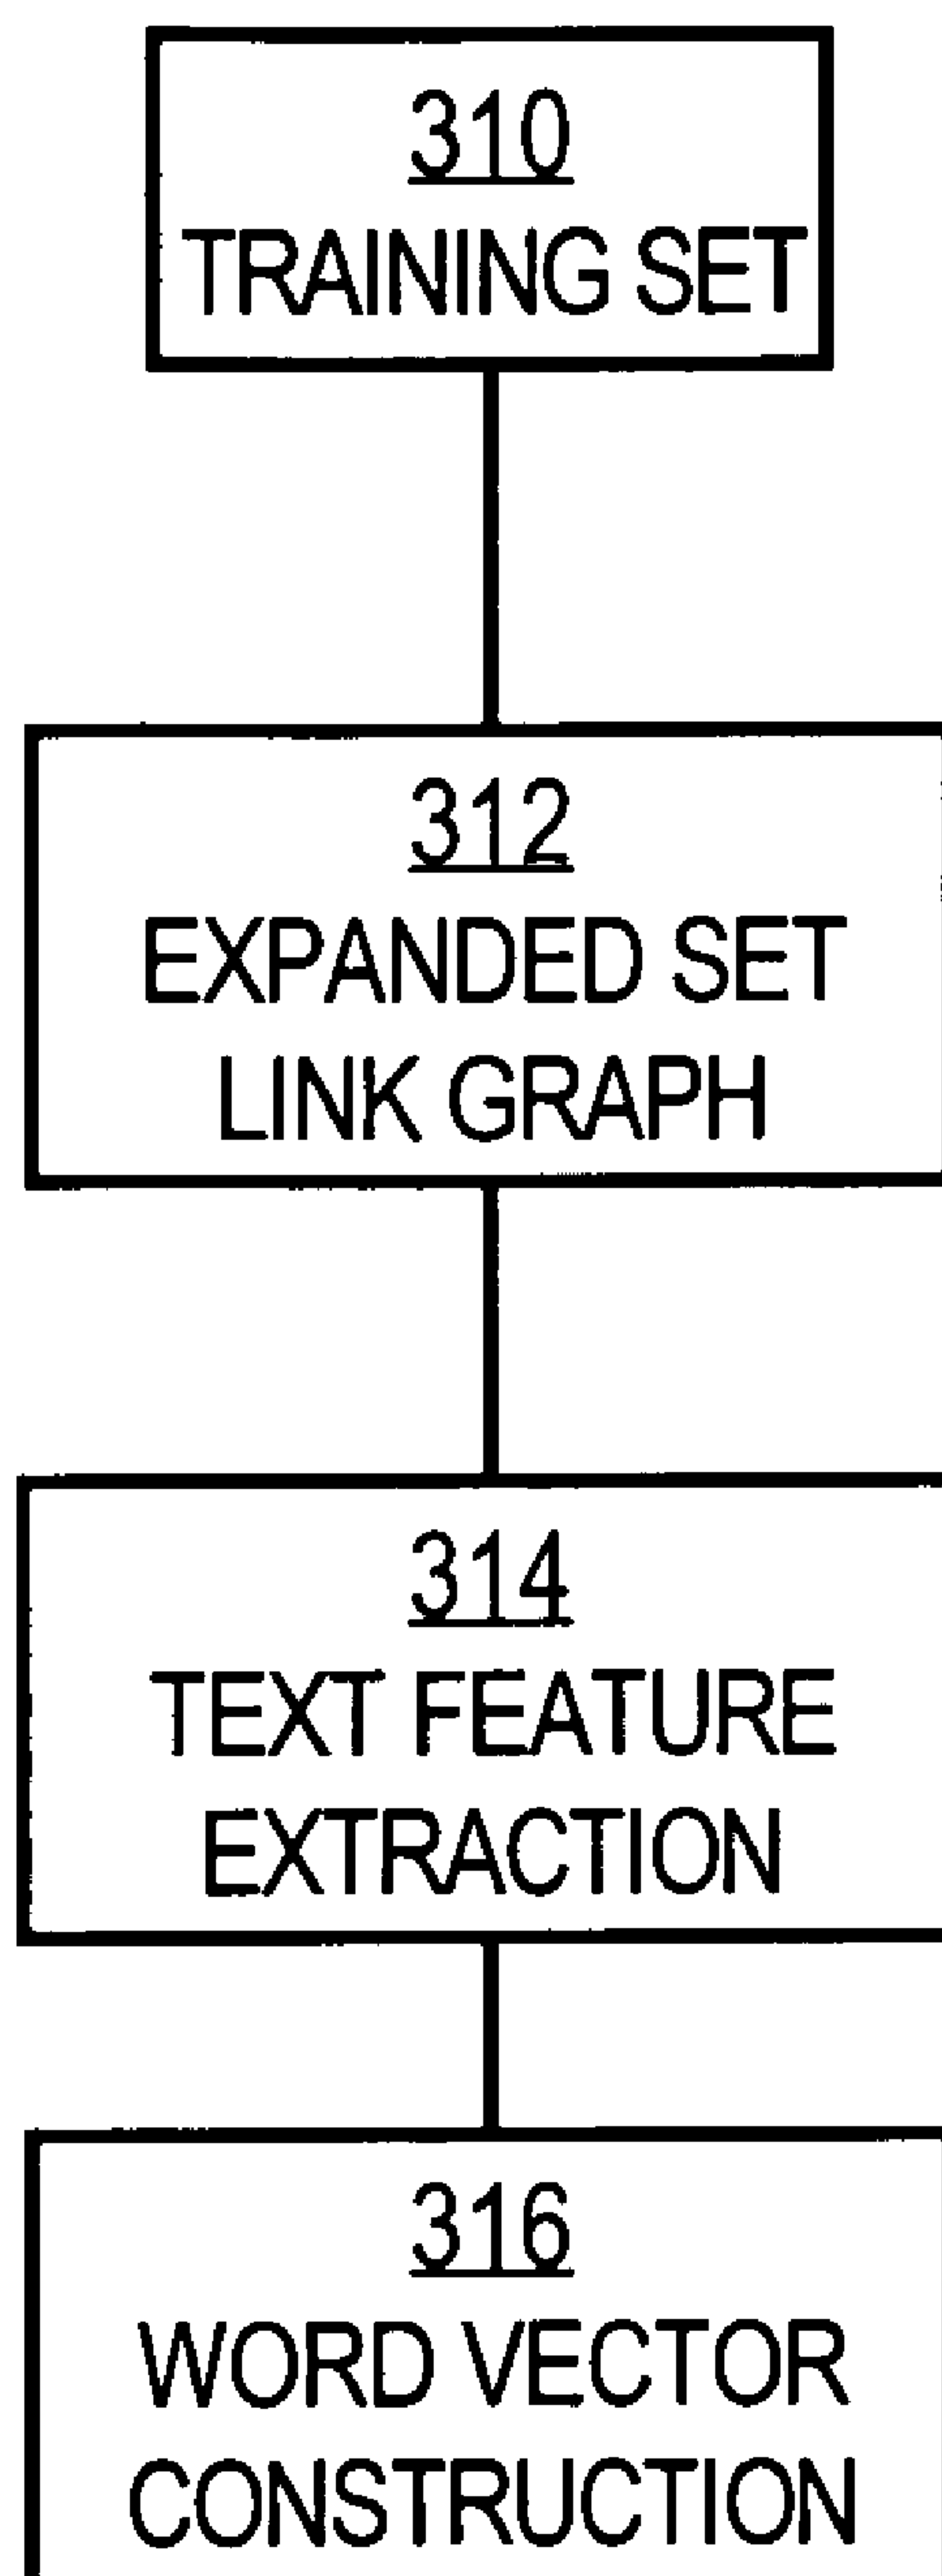 310
TRAINING SET
312
EXPANDED SET
LINK GRAPH
314
TEXT FEATURE
EXTRACTION
316
WORD VECTOR
CONSTRUCTION